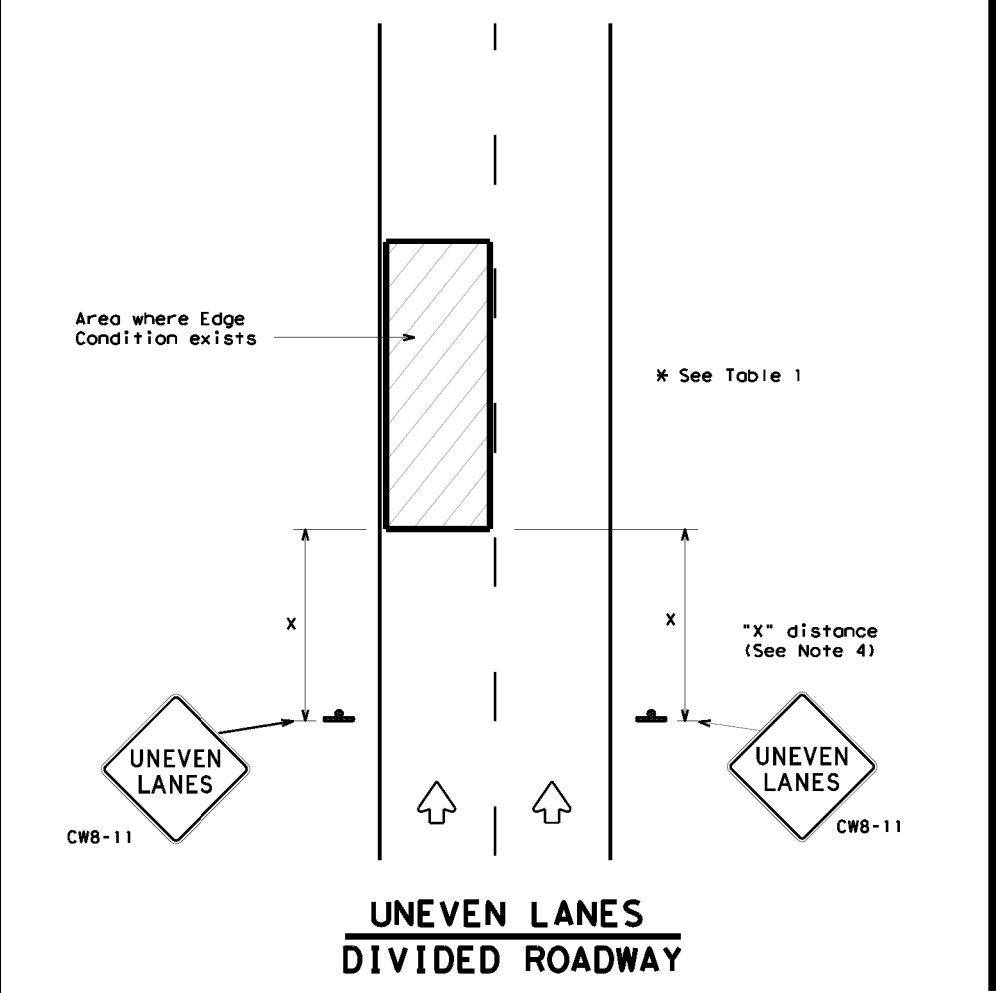 Area where Edge
Condition exists
* See Table 1
X
X
"X" distance
(See Note 4)
UNEVEN
LANES
CW8-11
UNEVEN
LANES
CW8-11
UNEVEN LANES
DIVIDED ROADWAY